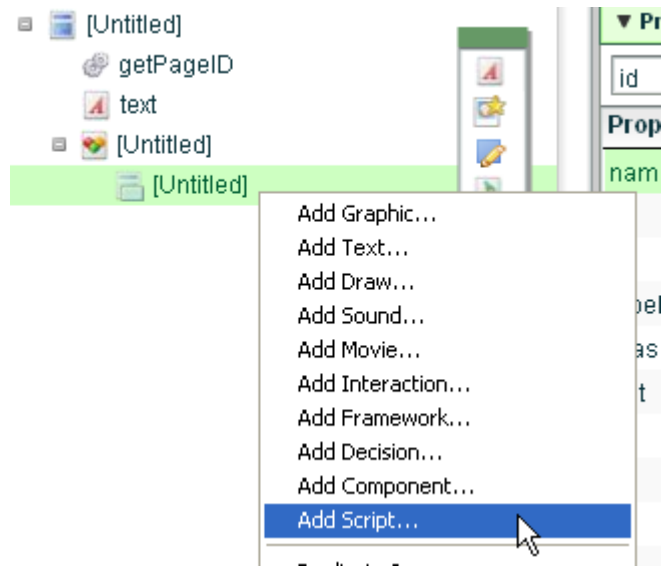 [Untitled]
getPageID
text
[Untitled]
[Untitled]
Add Graphic...
Add Text...
Add Draw...
Add Sound...
Add Movie...
Add Interaction...
Add Framework...
Add Decision...
Add Component...
Add Script...
id